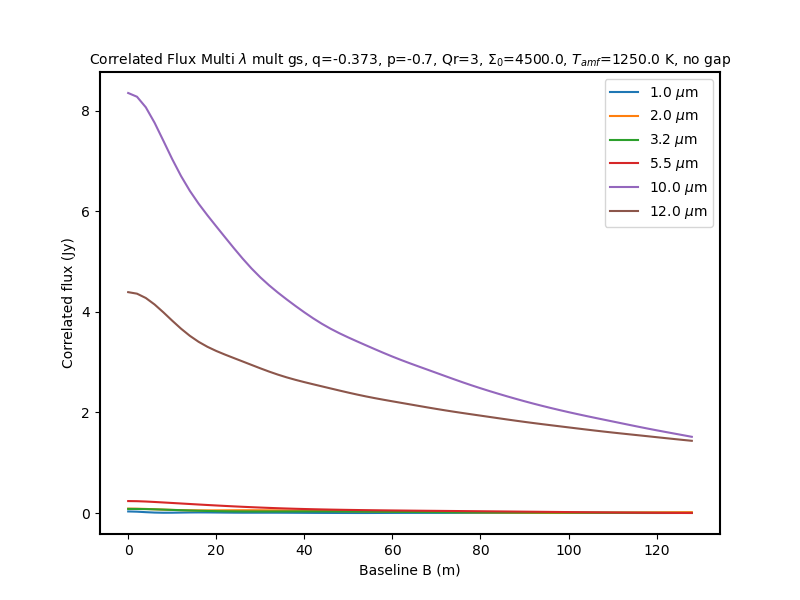 Correlated Flux Multi λ mult gs, q=-0.373, p=-0.7, Qr=3, Σ₀=4500.0, T_amf=1250.0 K, no gap
1.0 μm
2.0 μm
3.2 μm
5.5 μm
10.0 μm
12.0 μm
8
6
4
2
0
Correlated flux (Jy)
0 20 40 60 80 100 120
Baseline B (m)